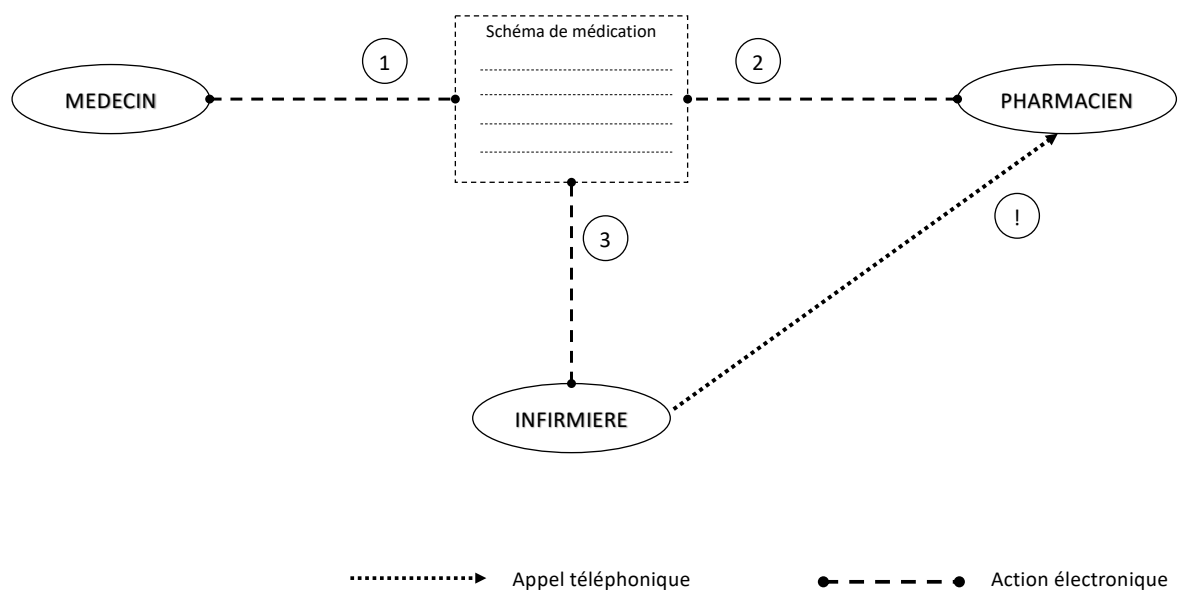 Schéma de médication
1
2
MEDECIN
PHARMACIEN
!
3
INFIRMIERE
Appel téléphonique
Action électronique